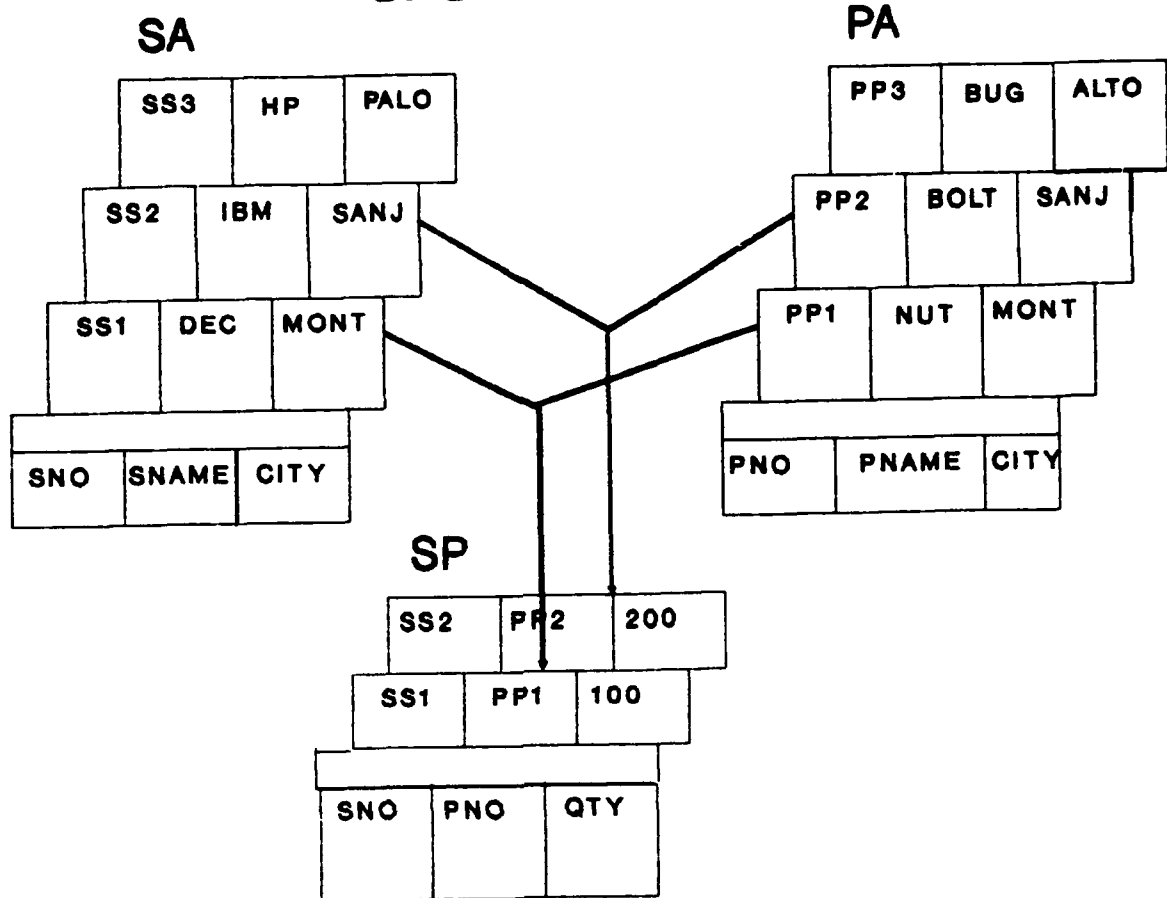 SA
SS3 HP PALO
SS2 IBM SANJ
SS1 DEC MONT
SNO SNAME CITY
PA
PP3 BUG ALTO
PP2 BOLT SANJ
PP1 NUT MONT
PNO PNAME CITY
SP
SS2 PP2 200
SS1 PP1 100
SNO PNO QTY